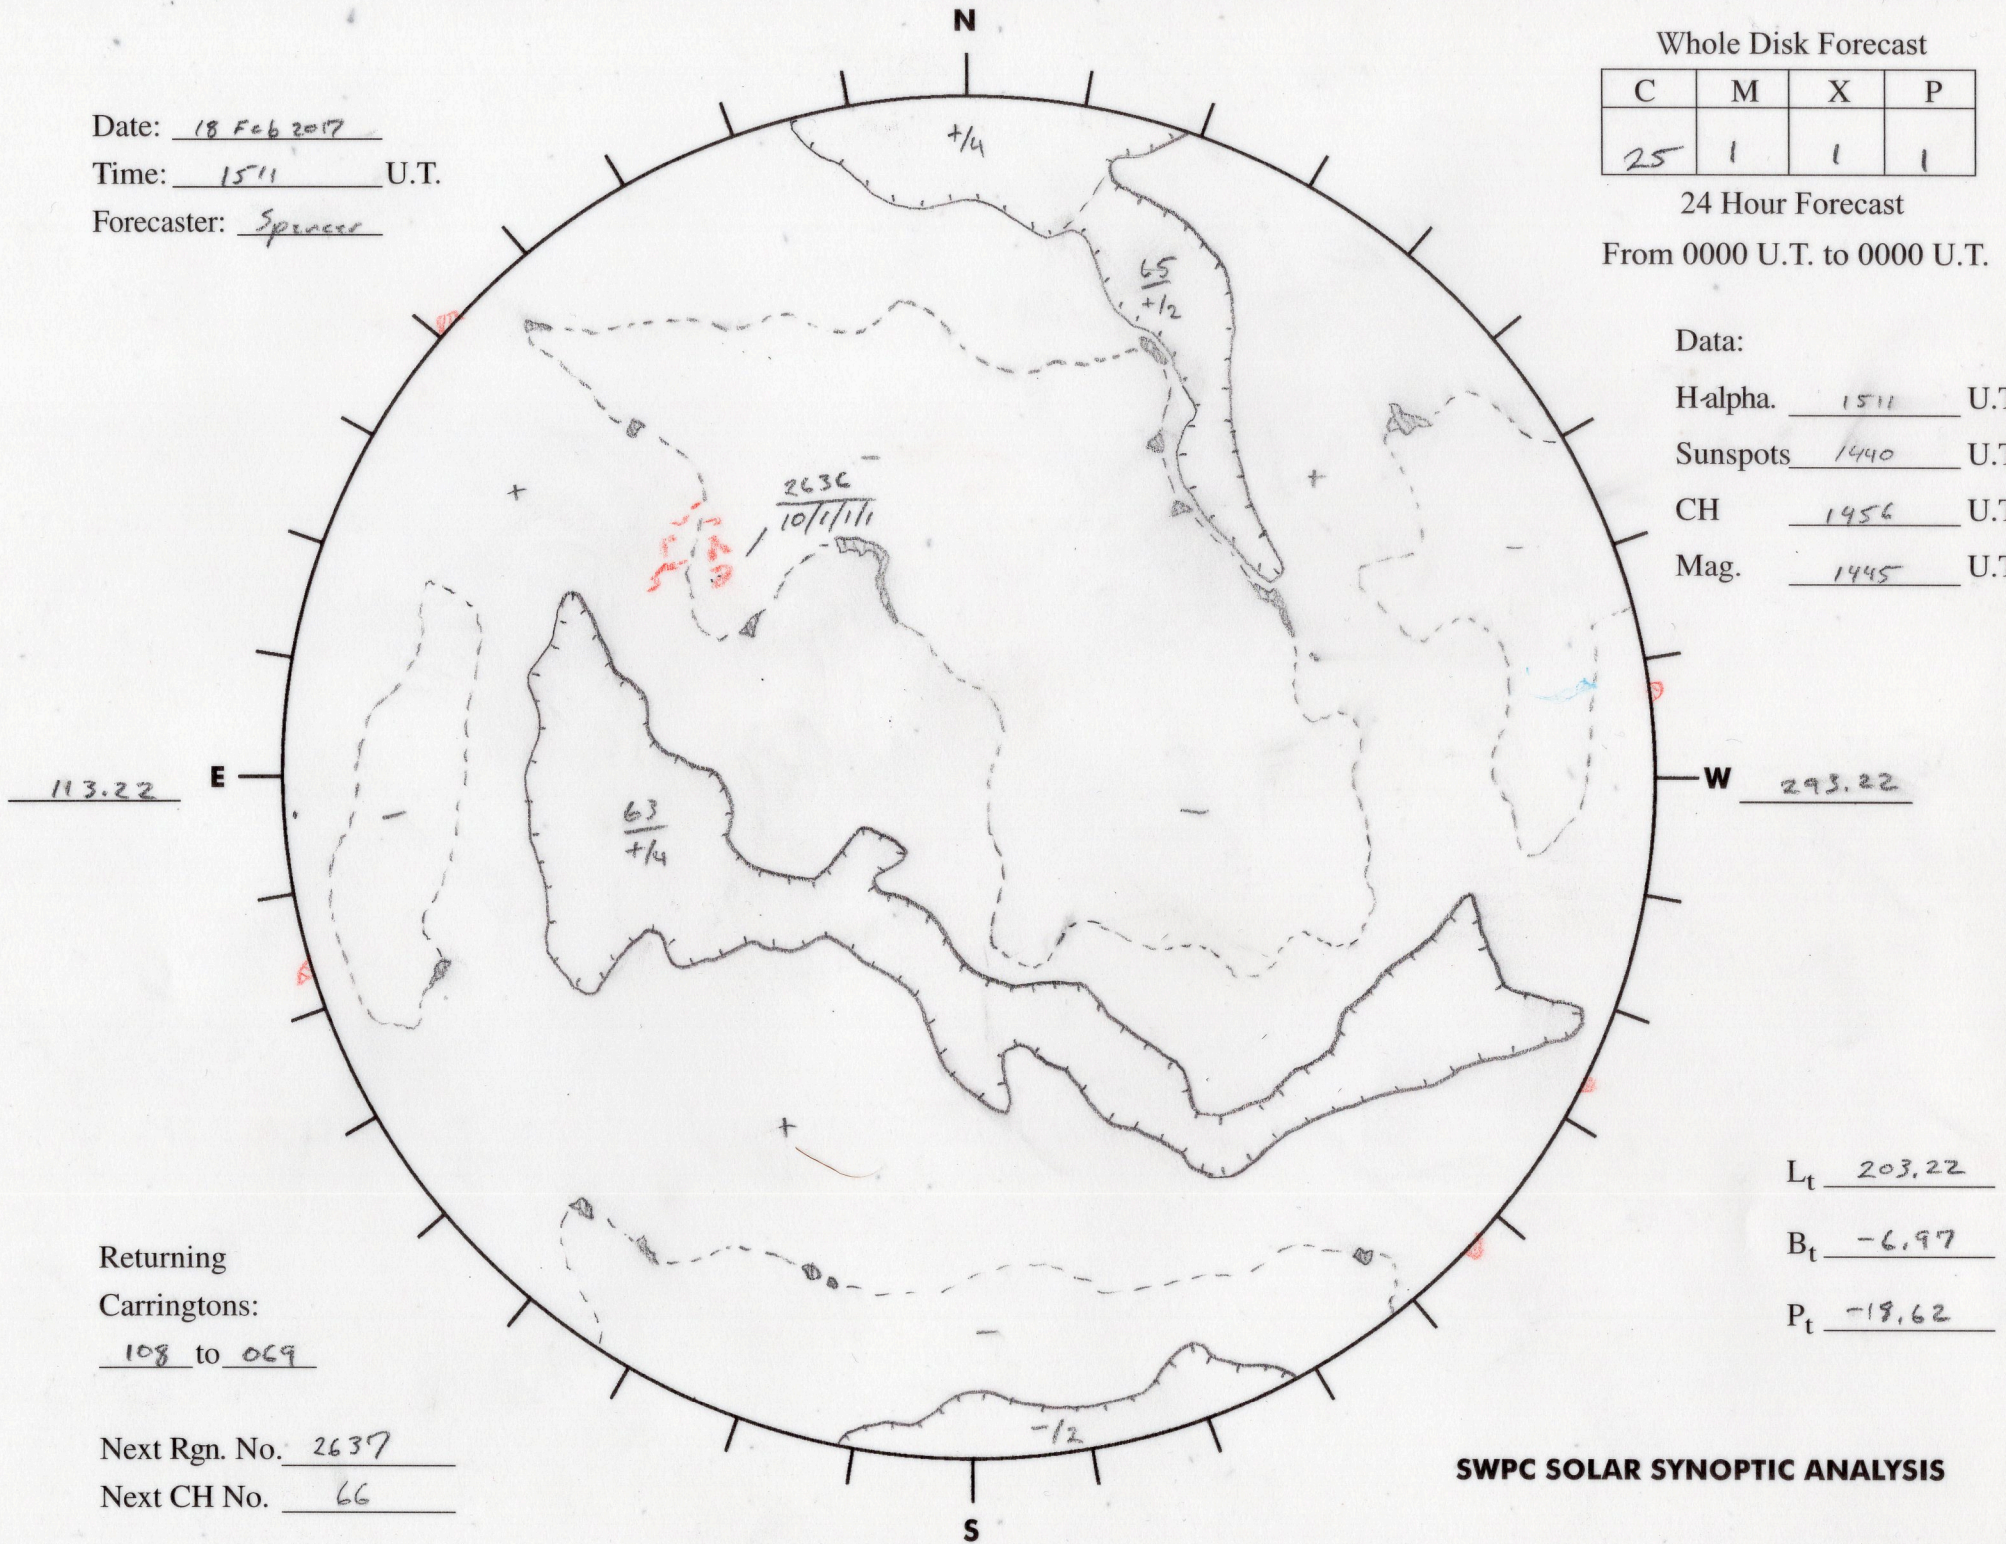 N
Whole Disk Forecast
C M X P
25 1 1 1
24 Hour Forecast
From 0000 U.T. to 0000 U.T.
Date: 18 Feb 2017
Time: 1511 U.T.
Forecaster: Spencer
+/4
65
+/2
Data:
H-alpha. 1511 U.T
Sunspots 1440 U.T
CH 1456 U.T
Mag. 1445 U.T
+
−
2636
10/1/1/1
+
−
113.22 E
W 293.22
−
63
+/4
−
+
Lt 203.22
Bt -6.97
Pt -18.62
Returning
Carringtons:
108 to 069
−
-/2
Next Rgn. No. 2637
Next CH No. 66
SWPC SOLAR SYNOPTIC ANALYSIS
S